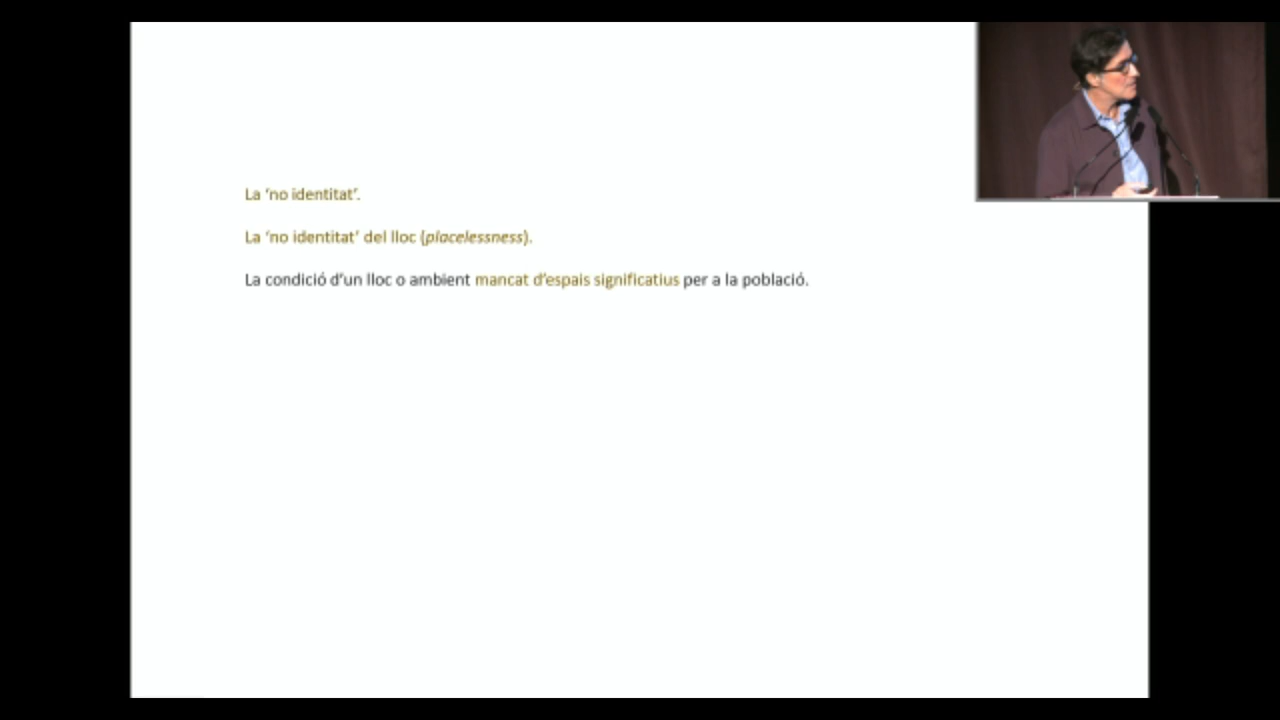 La ‘no identitat’.
La ‘no identitat’ del lloc (placelessness).
La condició d’un lloc o ambient mancat d’espais significatius per a la població.